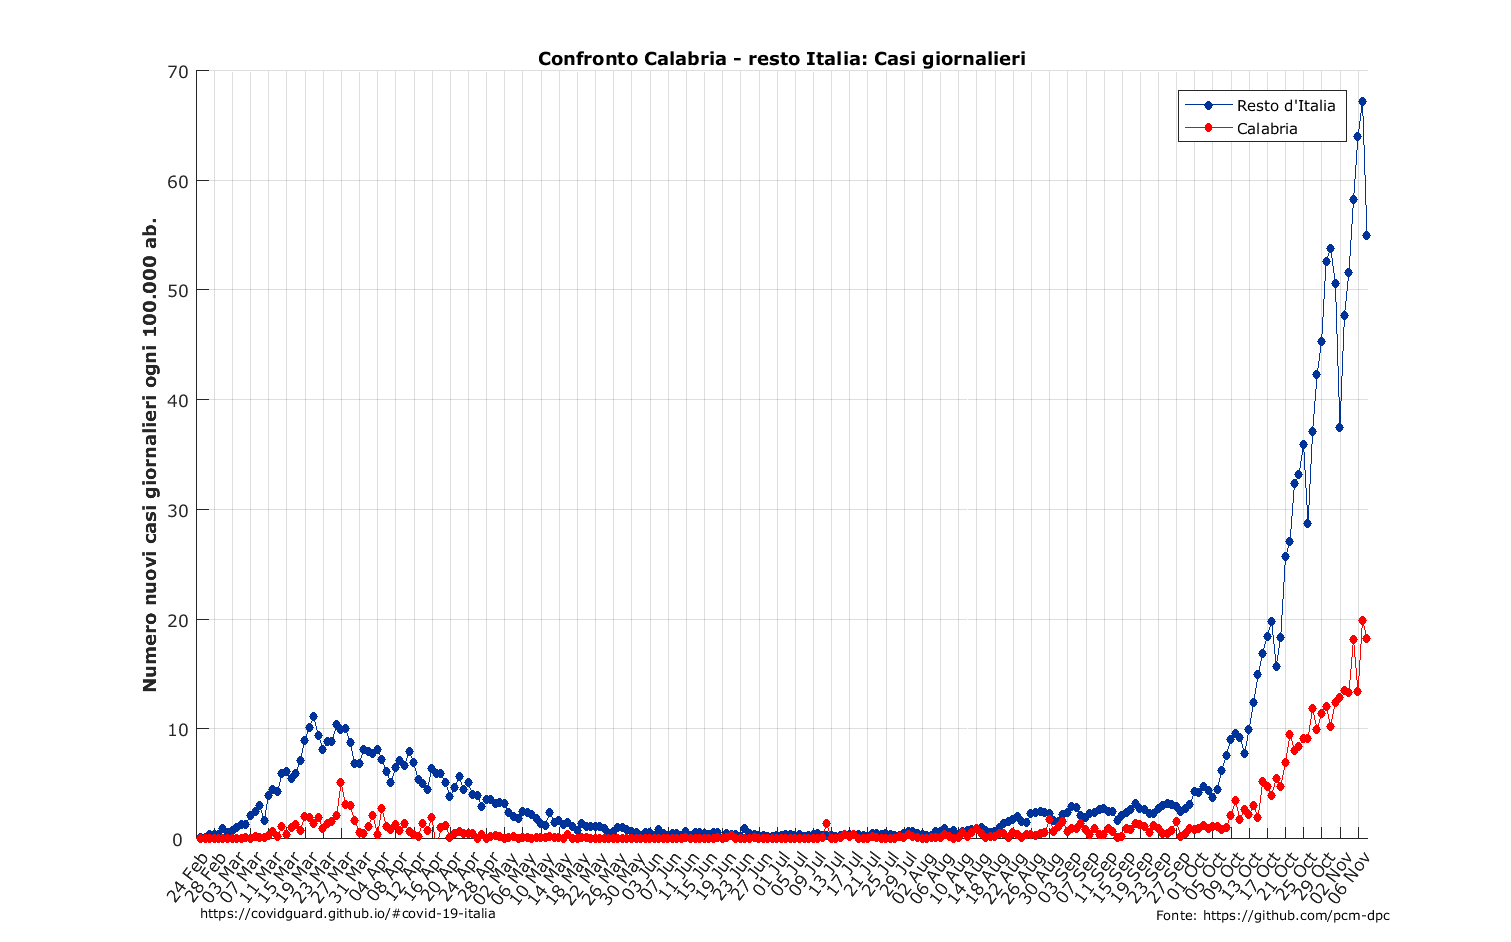 Confronto Calabria - resto Italia: Casi giornalieri
Resto d'Italia
Calabria
Numero nuovi casi giornalieri ogni 100.000 ab.
70
60
50
40
30
20
10
0
24 Feb
28 Feb
03 Mar
07 Mar
11 Mar
15 Mar
19 Mar
23 Mar
27 Mar
31 Mar
04 Apr
08 Apr
12 Apr
16 Apr
20 Apr
24 Apr
28 Apr
02 May
06 May
10 May
14 May
18 May
22 May
26 May
30 May
03 Jun
07 Jun
11 Jun
15 Jun
19 Jun
23 Jun
27 Jun
01 Jul
05 Jul
09 Jul
13 Jul
17 Jul
21 Jul
25 Jul
29 Jul
02 Aug
06 Aug
10 Aug
14 Aug
18 Aug
22 Aug
26 Aug
30 Aug
03 Sep
07 Sep
11 Sep
15 Sep
19 Sep
23 Sep
27 Sep
01 Oct
05 Oct
09 Oct
13 Oct
17 Oct
21 Oct
25 Oct
29 Oct
02 Nov
06 Nov
https://covidguard.github.io/#covid-19-italia
Fonte: https://github.com/pcm-dpc